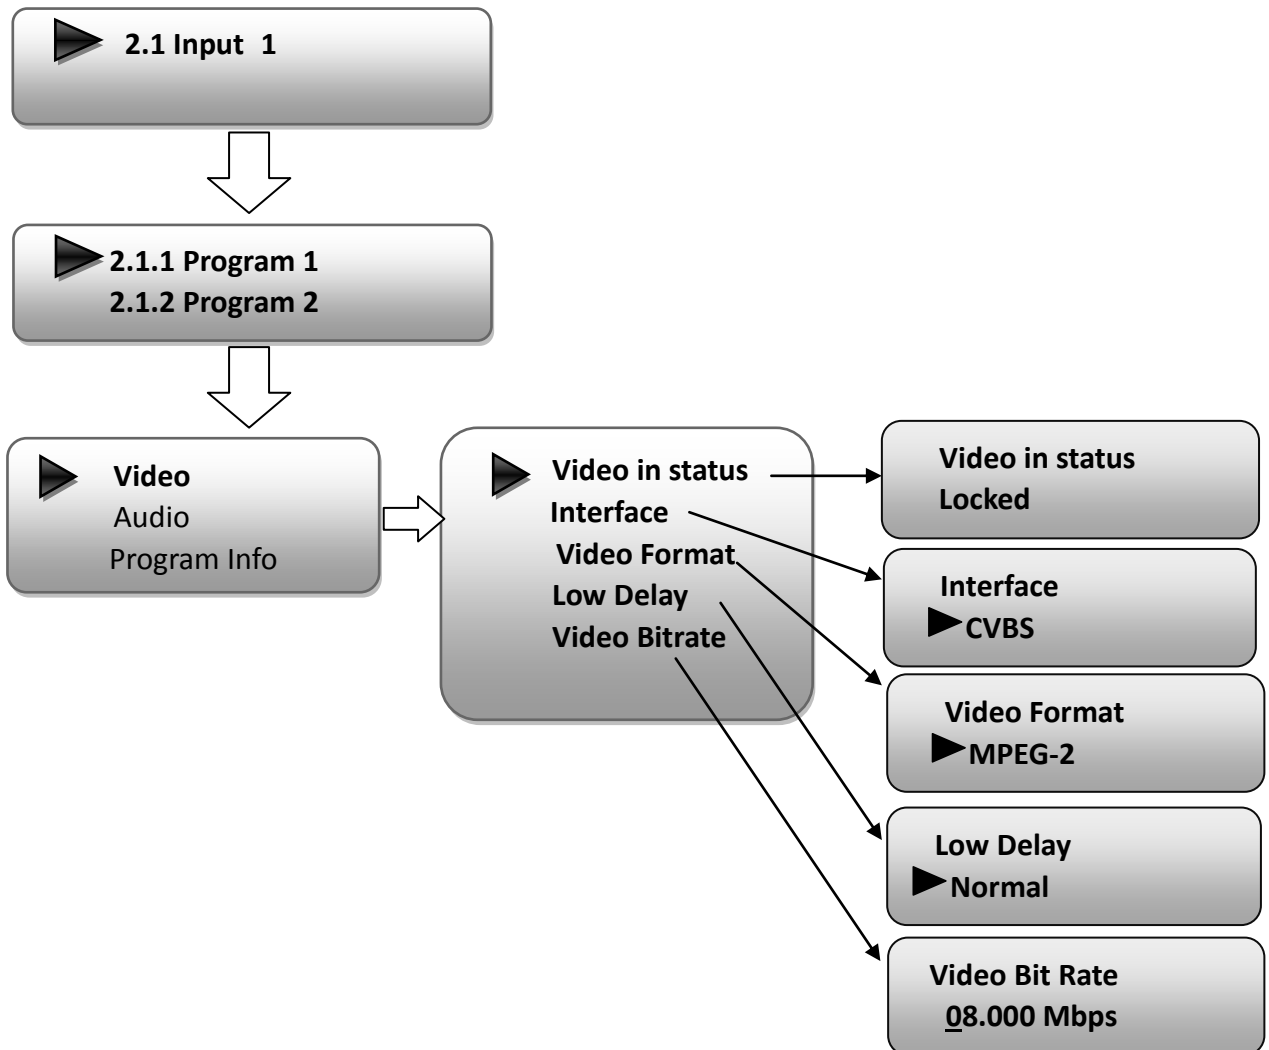 2.1 Input 1
2.1.1 Program 1
2.1.2 Program 2
Video
Audio
Program Info
Video in status
Interface
Video Format
Low Delay
Video Bitrate
Video in status
Locked
Interface
CVBS
Video Format
MPEG-2
Low Delay
Normal
Video Bit Rate
08.000 Mbps